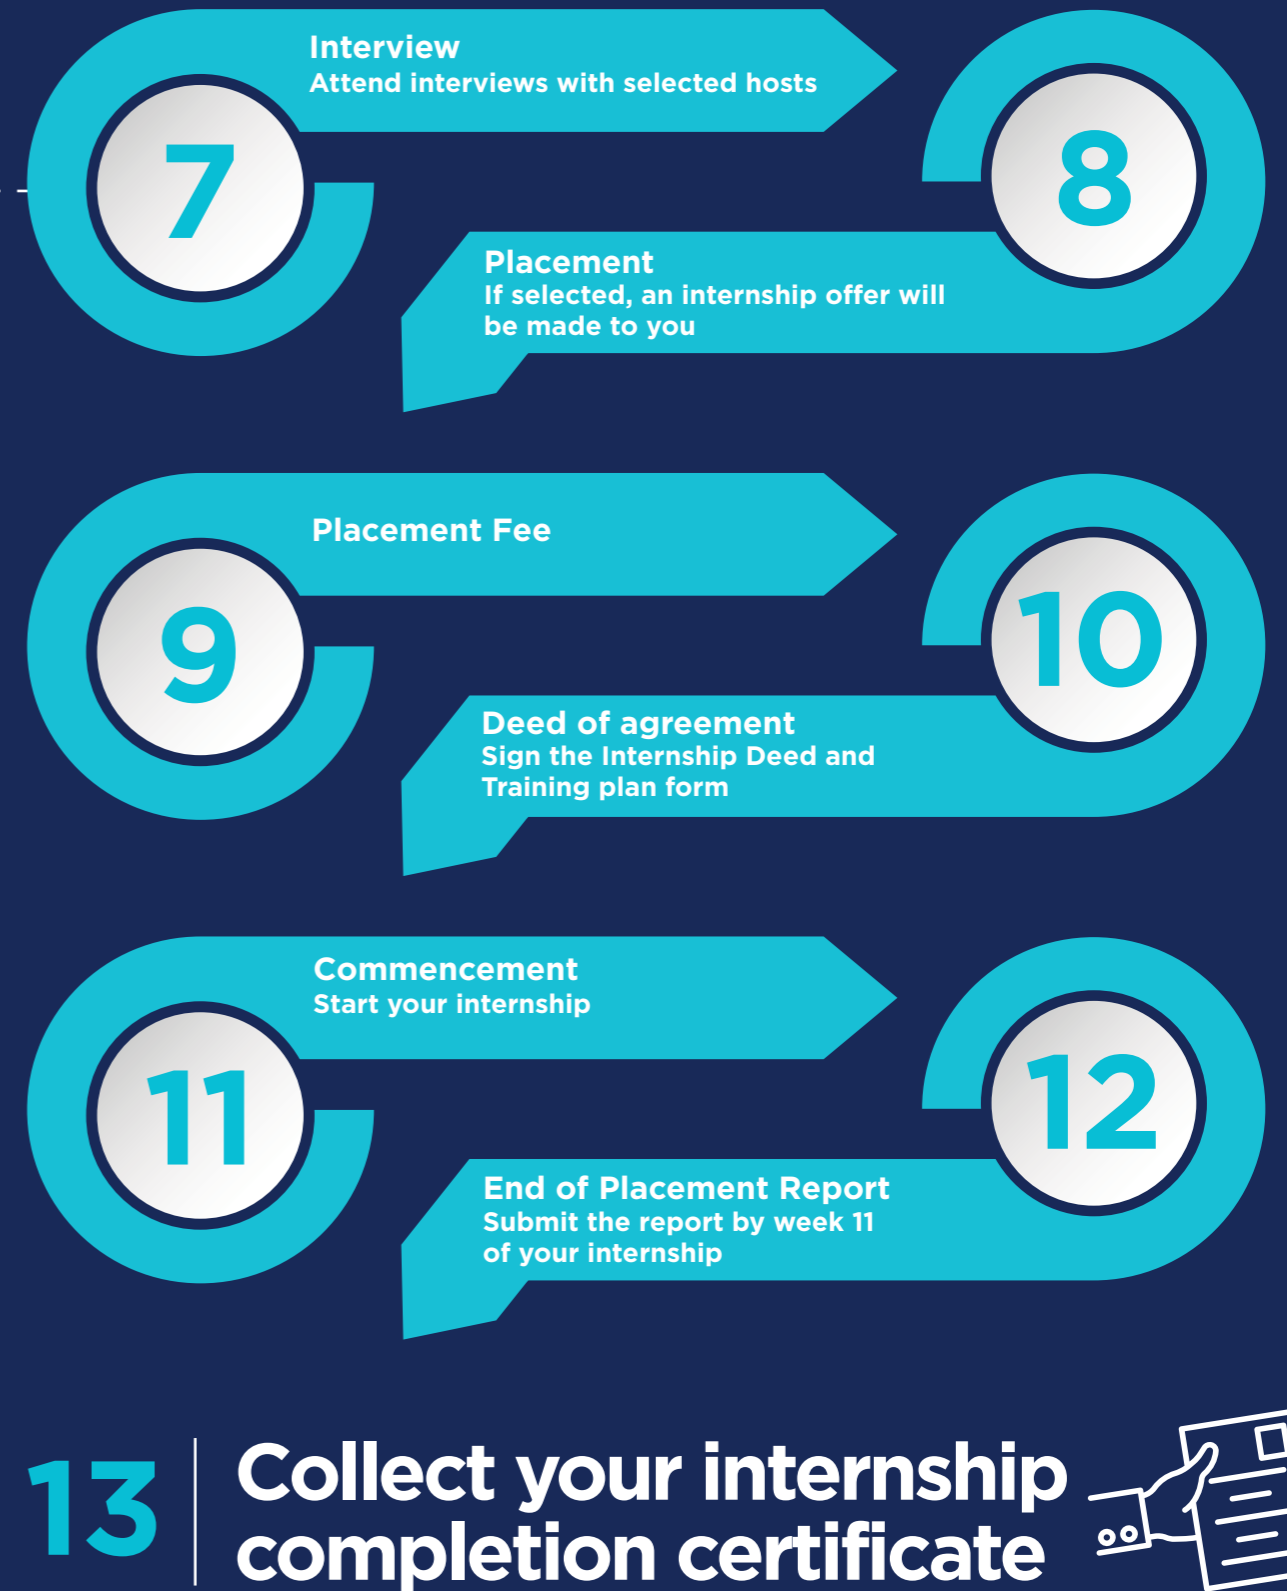 7
Interview
Attend interviews with selected hosts
8
Placement
If selected, an internship offer will
be made to you
9
Placement Fee
10
Deed of agreement
Sign the Internship Deed and
Training plan form
11
Commencement
Start your internship
12
End of Placement Report
Submit the report by week 11
of your internship
13
Collect your internship
completion certificate